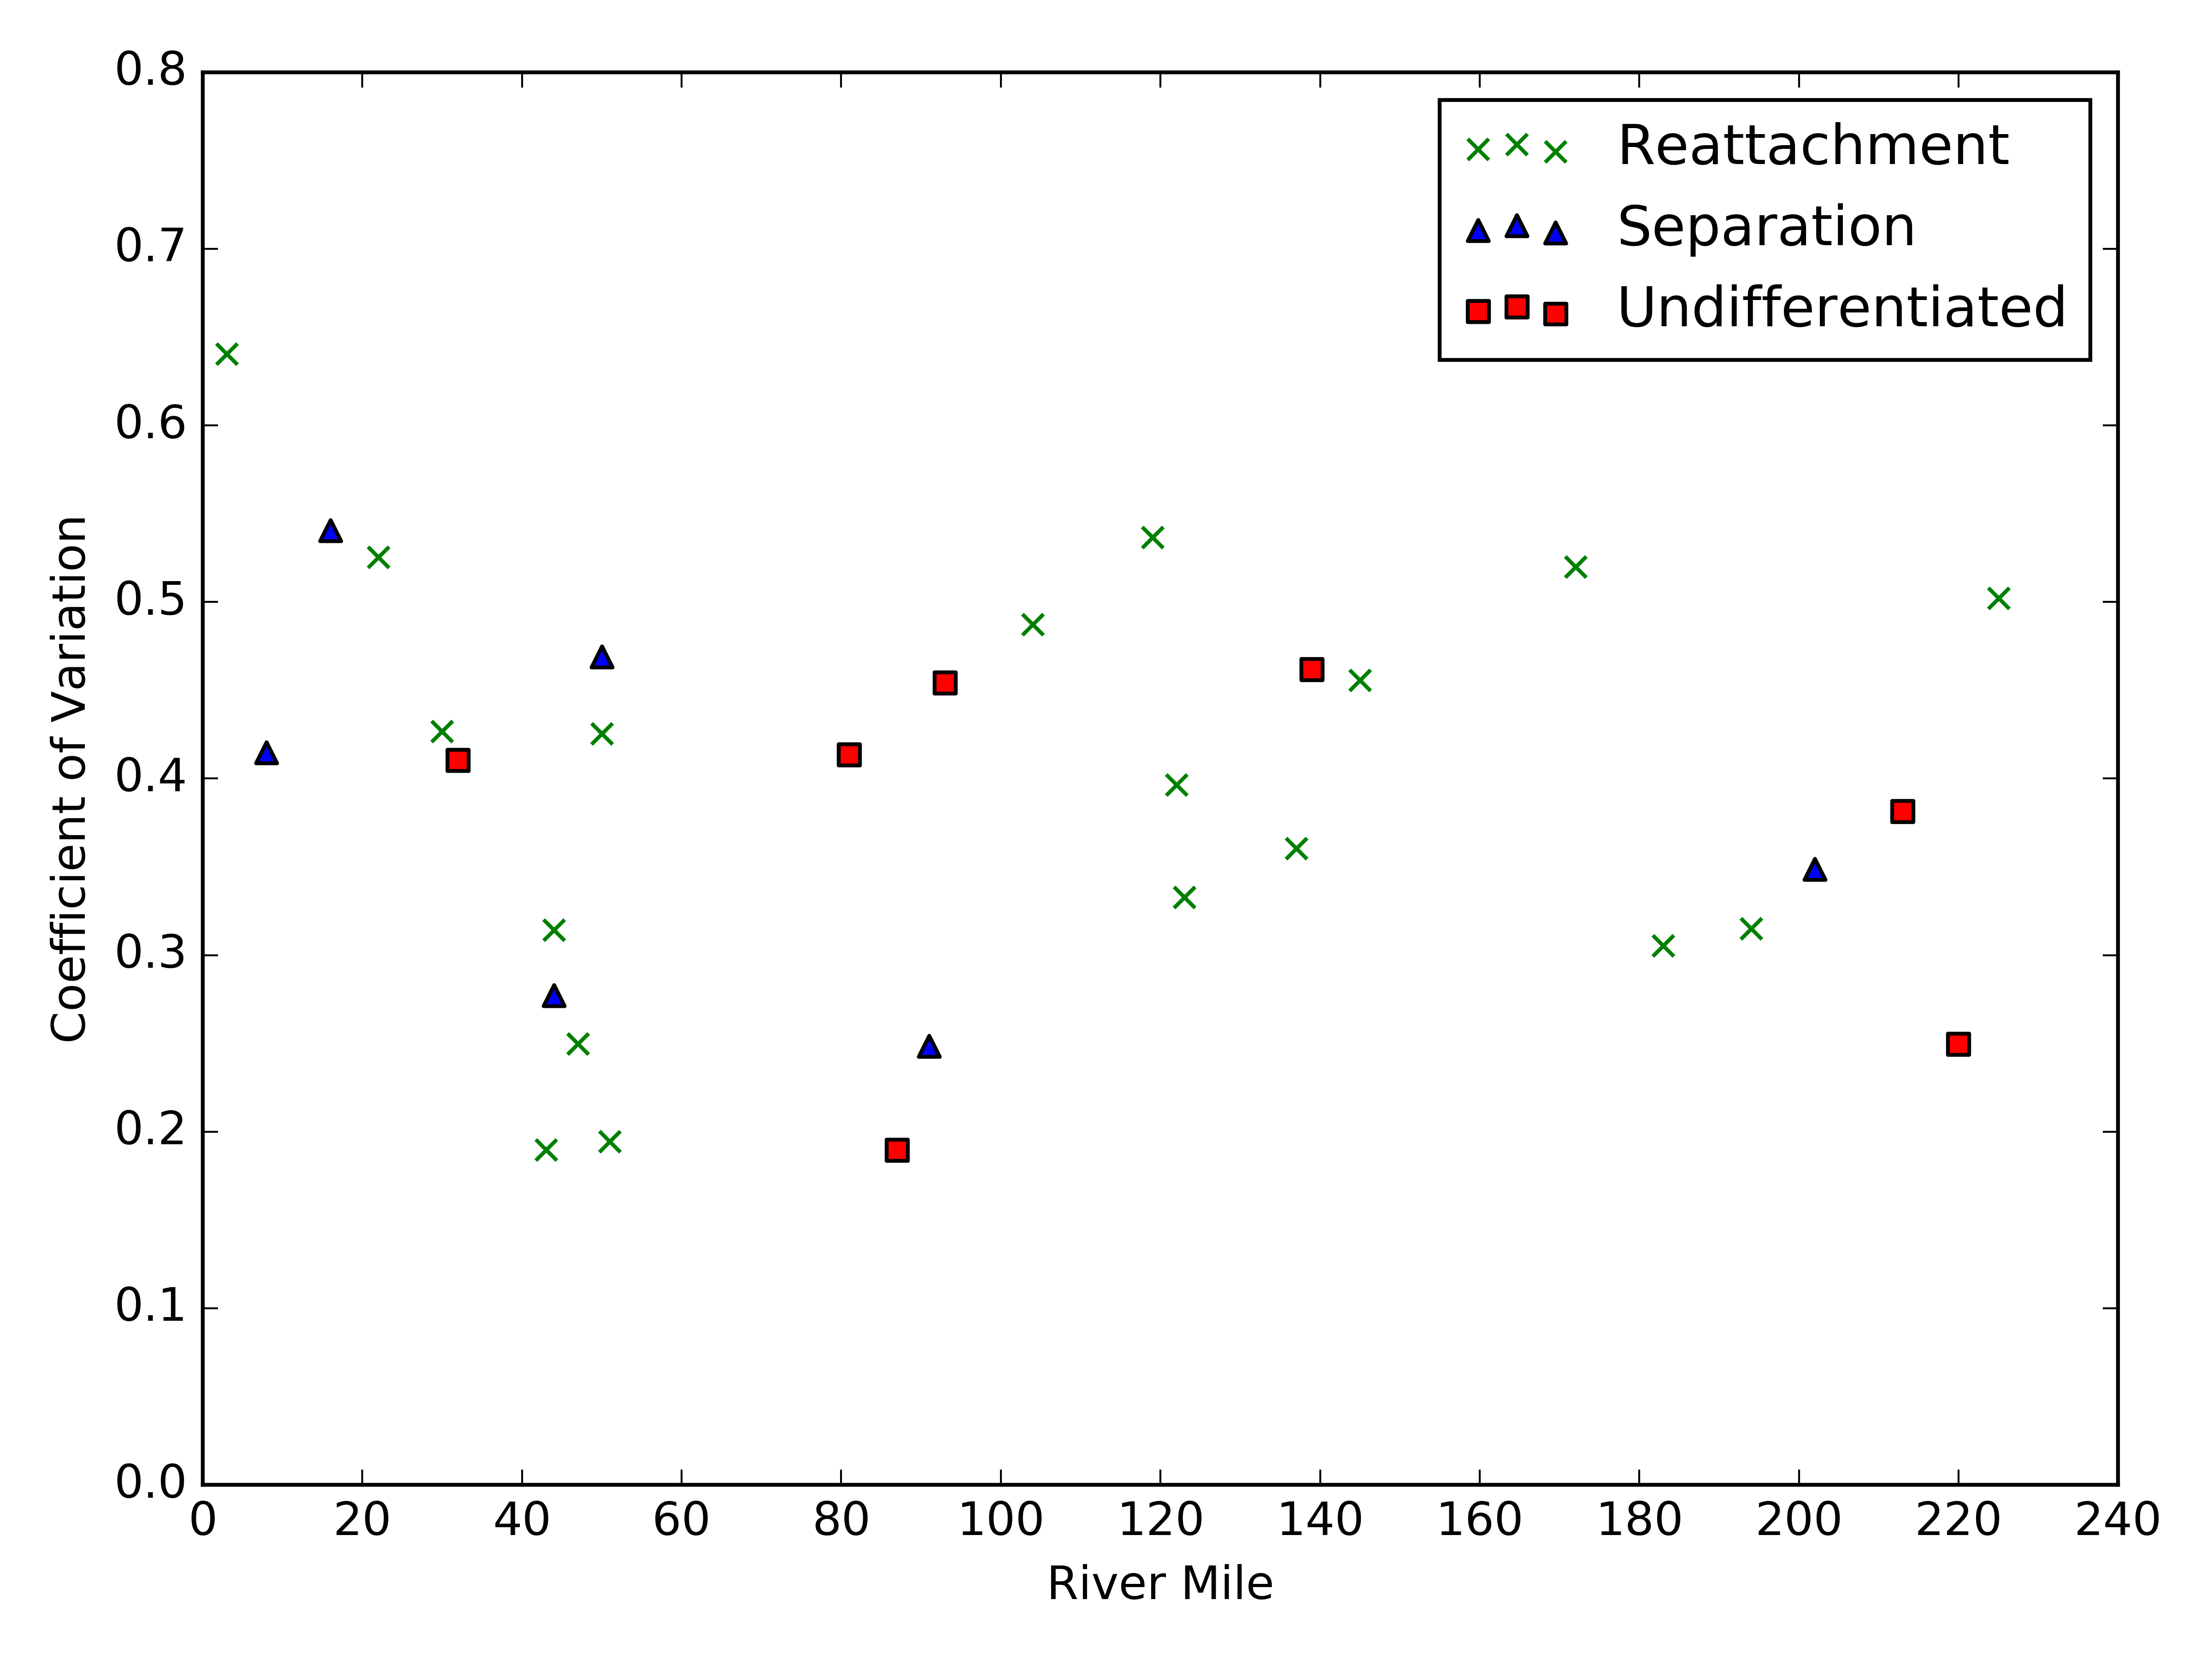 0.8
0.7
0.6
0.5
0.4
0.3
0.2
0.1
0.0
Coefficient of Variation
Reattachment
Separation
Undifferentiated
0 20 40 60 80 100 120 140 160 180 200 220 240
River Mile